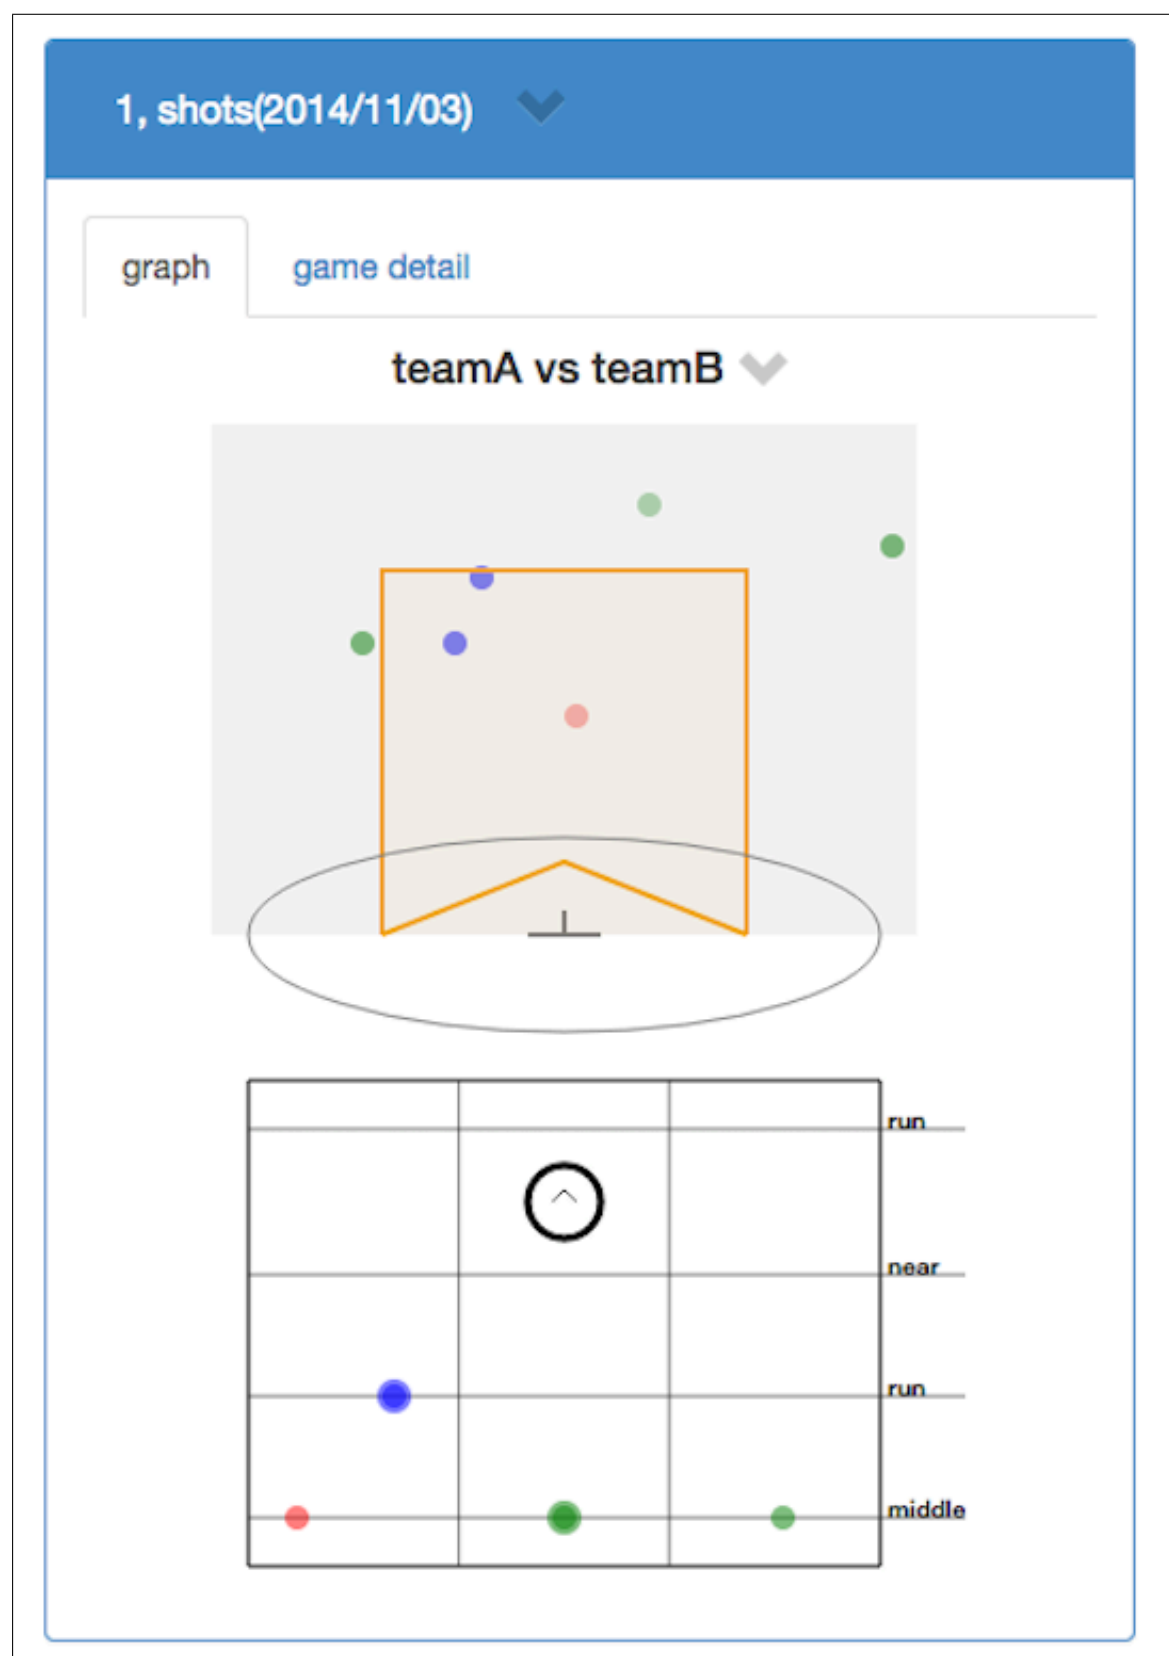 1, shots(2014/11/03)
graph
game detail
teamA vs teamB
run
near
run
middle